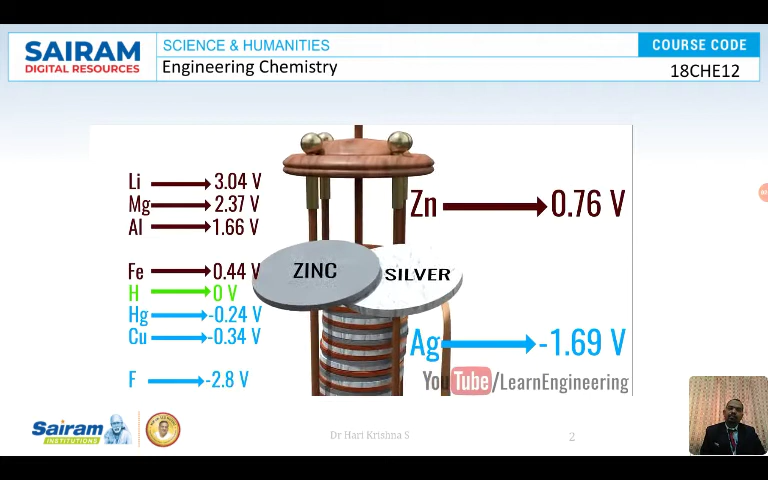 SAIRAM
DIGITAL RESOURCES
SCIENCE & HUMANITIES
Engineering Chemistry
COURSE CODE
18CHE12
Li 3.04 V
Mg 2.37 V
Al 1.66 V
Fe 0.44 V
H 0 V
Hg -0.24 V
Cu -0.34 V
F -2.8 V
ZINC
SILVER
Zn 0.76 V
Ag -1.69 V
YouTube/LearnEngineering
Sairam
INSTITUTIONS
Dr Hari Krishna S
2